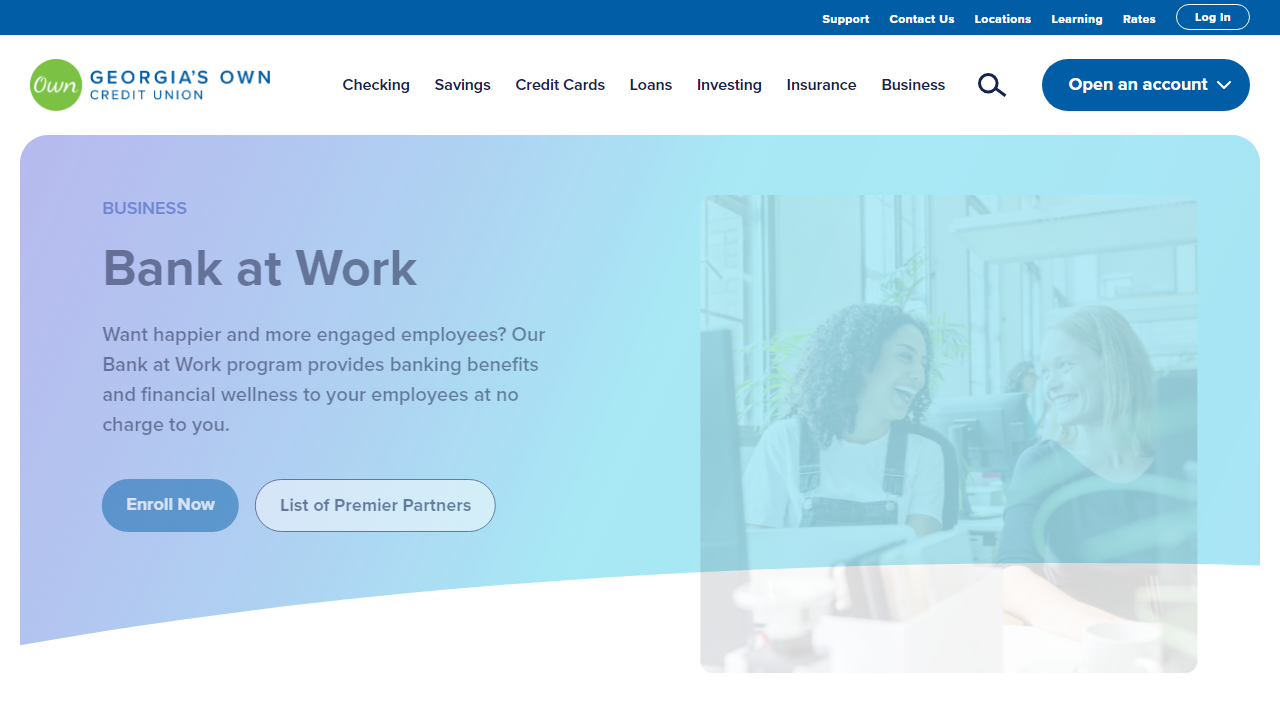 Support Contact Us Locations Learning Rates Log In
Own GEORGIA'S OWN
CREDIT UNION
Checking Savings Credit Cards Loans Investing Insurance Business Open an account
BUSINESS
Bank at Work
Want happier and more engaged employees? Our
Bank at Work program provides banking benefits
and financial wellness to your employees at no
charge to you.
Enroll Now List of Premier Partners